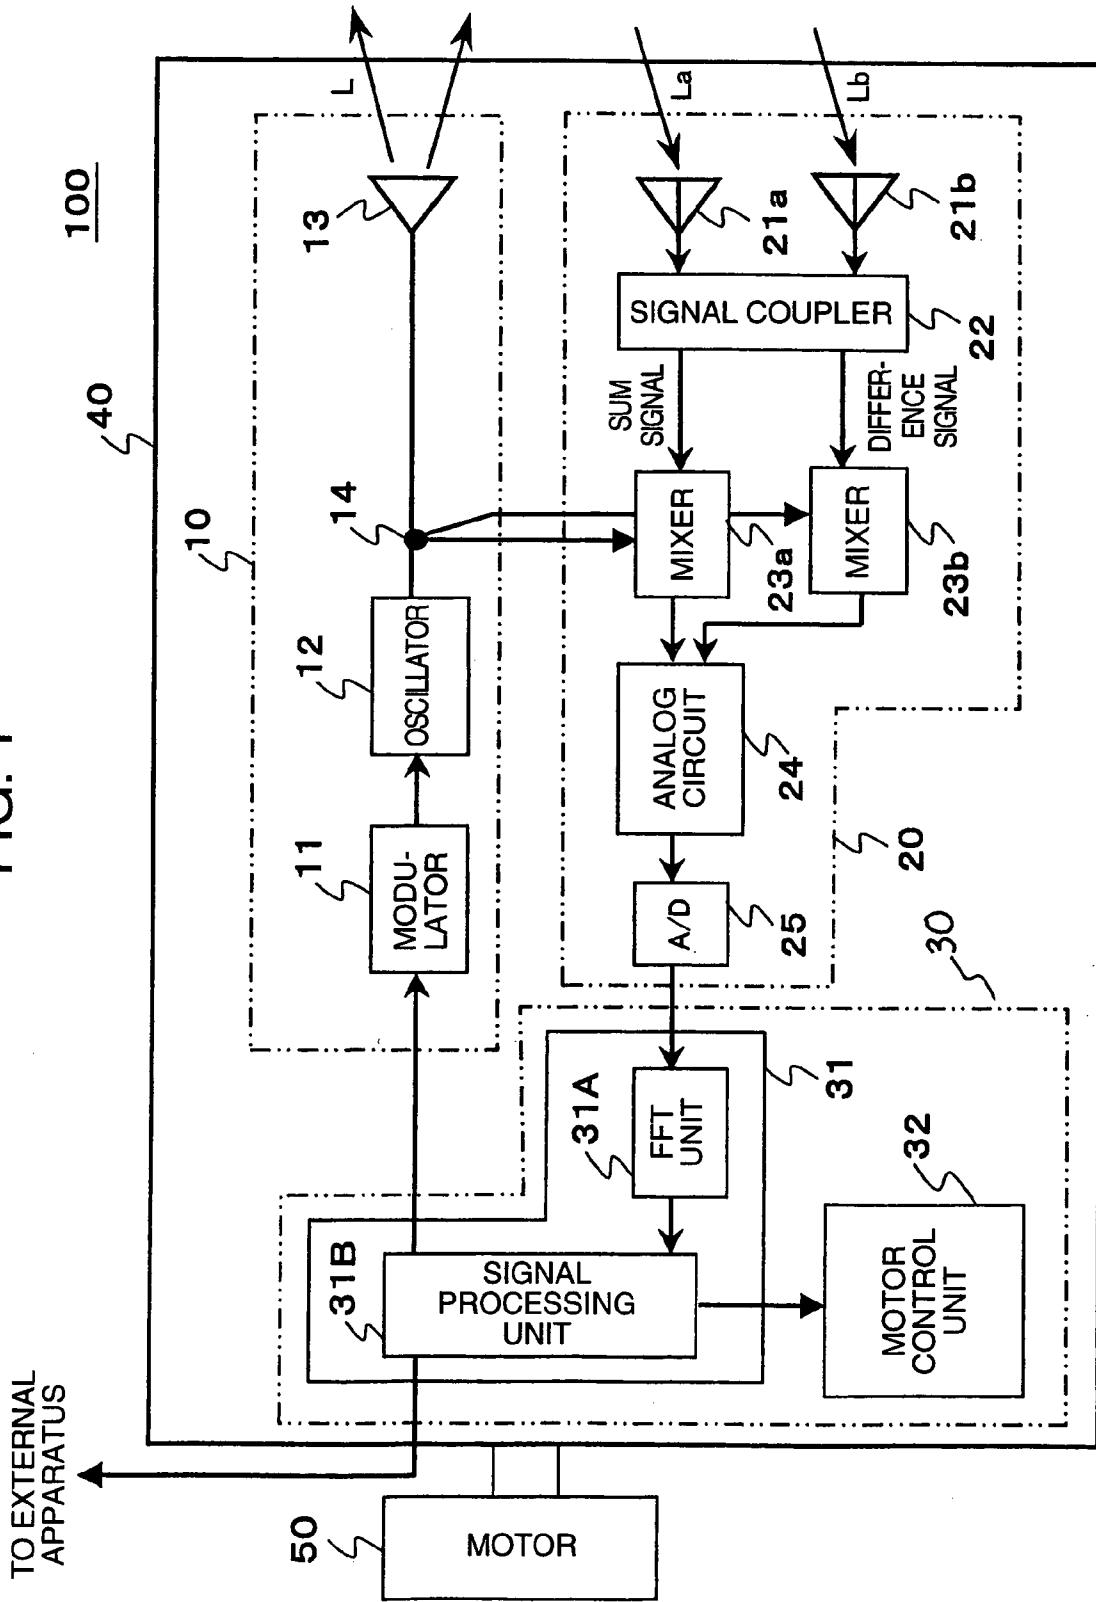 FIG. 1
100
40
10
L
13
14
12
OSCILLATOR
11
MODU-
LATOR
La
Lb
21a
21b
SIGNAL COUPLER
22
SUM
SIGNAL
DIFFER-
ENCE
SIGNAL
MIXER
23a
MIXER
23b
ANALOG
CIRCUIT
24
A/D
25
20
30
31
31A
FFT
UNIT
31B
SIGNAL
PROCESSING
UNIT
32
MOTOR
CONTROL
UNIT
TO EXTERNAL
APPARATUS
50
MOTOR